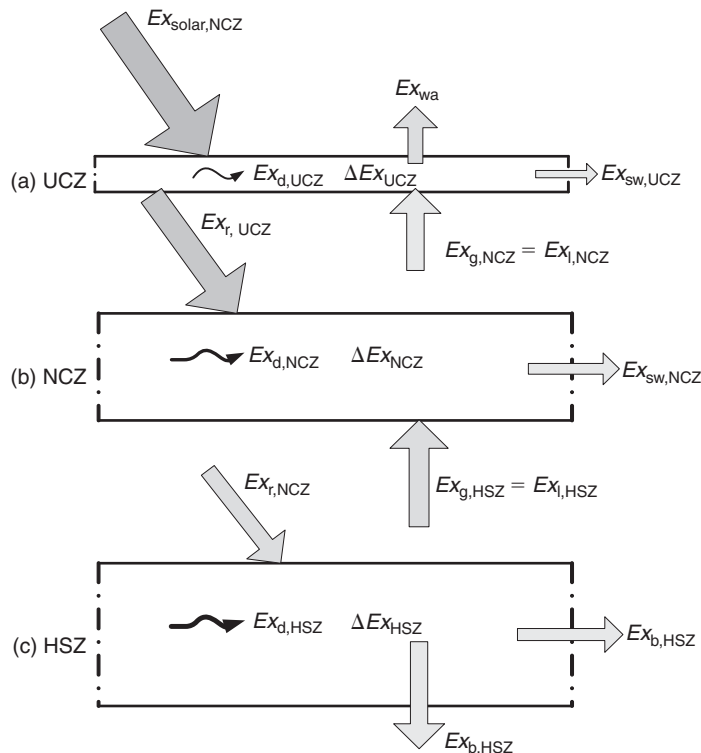 Ex_solar,NCZ
Ex_wa
(a) UCZ
Ex_d,UCZ
ΔEx_UCZ
Ex_sw,UCZ
Ex_r, UCZ
Ex_g,NCZ = Ex_l,NCZ
(b) NCZ
Ex_d,NCZ
ΔEx_NCZ
Ex_sw,NCZ
Ex_r,NCZ
Ex_g,HSZ = Ex_l,HSZ
(c) HSZ
Ex_d,HSZ
ΔEx_HSZ
Ex_b,HSZ
Ex_b,HSZ